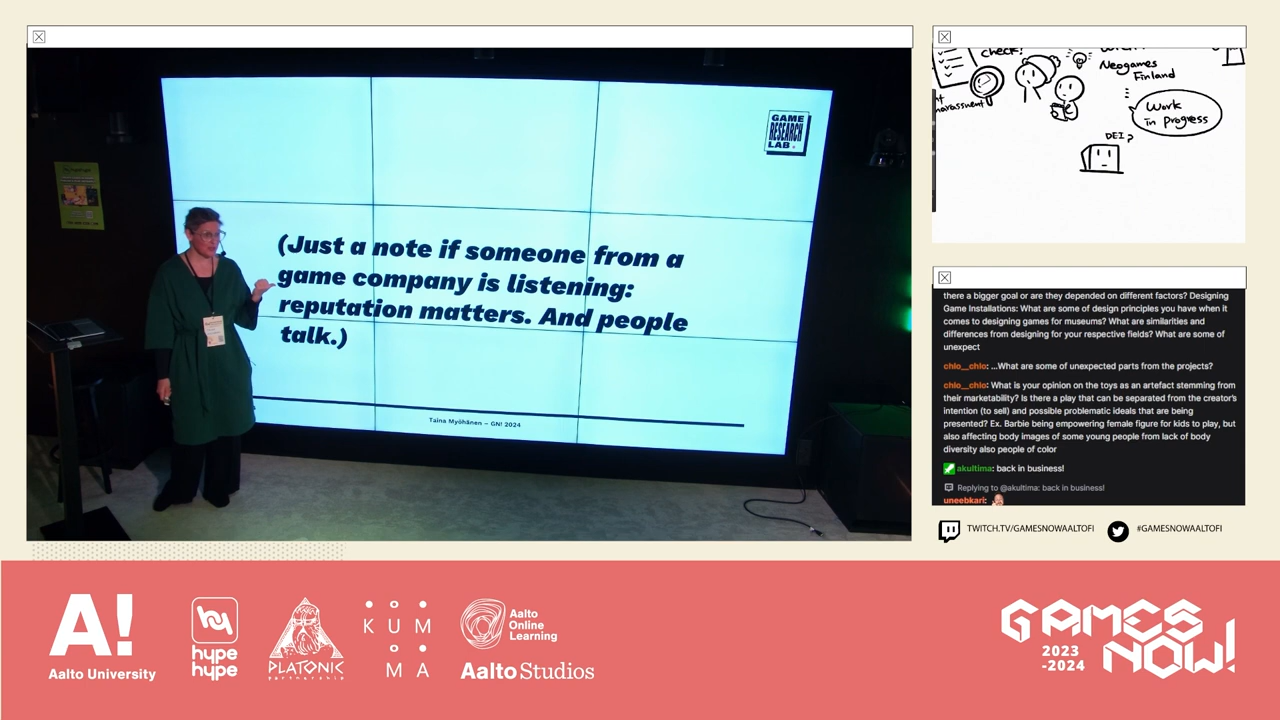 GAME
RESEARCH
LAB
(Just a note if someone from a
game company is listening:
reputation matters. And people
talk.)
Taina Myöhänen – GN! 2024
check!
harassment
Neogames
Finland
Work
in progress
DEI?
there a bigger goal or are they depended on different factors? Designing
Game Installations: What are some of design principles you have when it
comes to designing games for museums? What are similarities and
differences from designing for your respective fields? What are some of
unexpect
chlo__chlo: ...What are some of unexpected parts from the projects?
chlo__chlo: What is your opinion on the toys as an artefact stemming from
their marketability? Is there a play that can be separated from the creator's
intention (to sell) and possible problematic ideals that are being
presented? Ex. Barbie being empowering female figure for kids to play, but
also affecting body images of some young people from lack of body
diversity also people of color
akultima: back in business!
Replying to @akultima: back in business!
uneebkari:
TWITCH.TV/GAMESNOWAALTOFI
#GAMESNOWAALTOFI
A!
Aalto University
hype
hype
PLATONIC
partnership
KUM
MA
Aalto
Online
Learning
Aalto Studios
GAMES
NOW!
2023
-2024